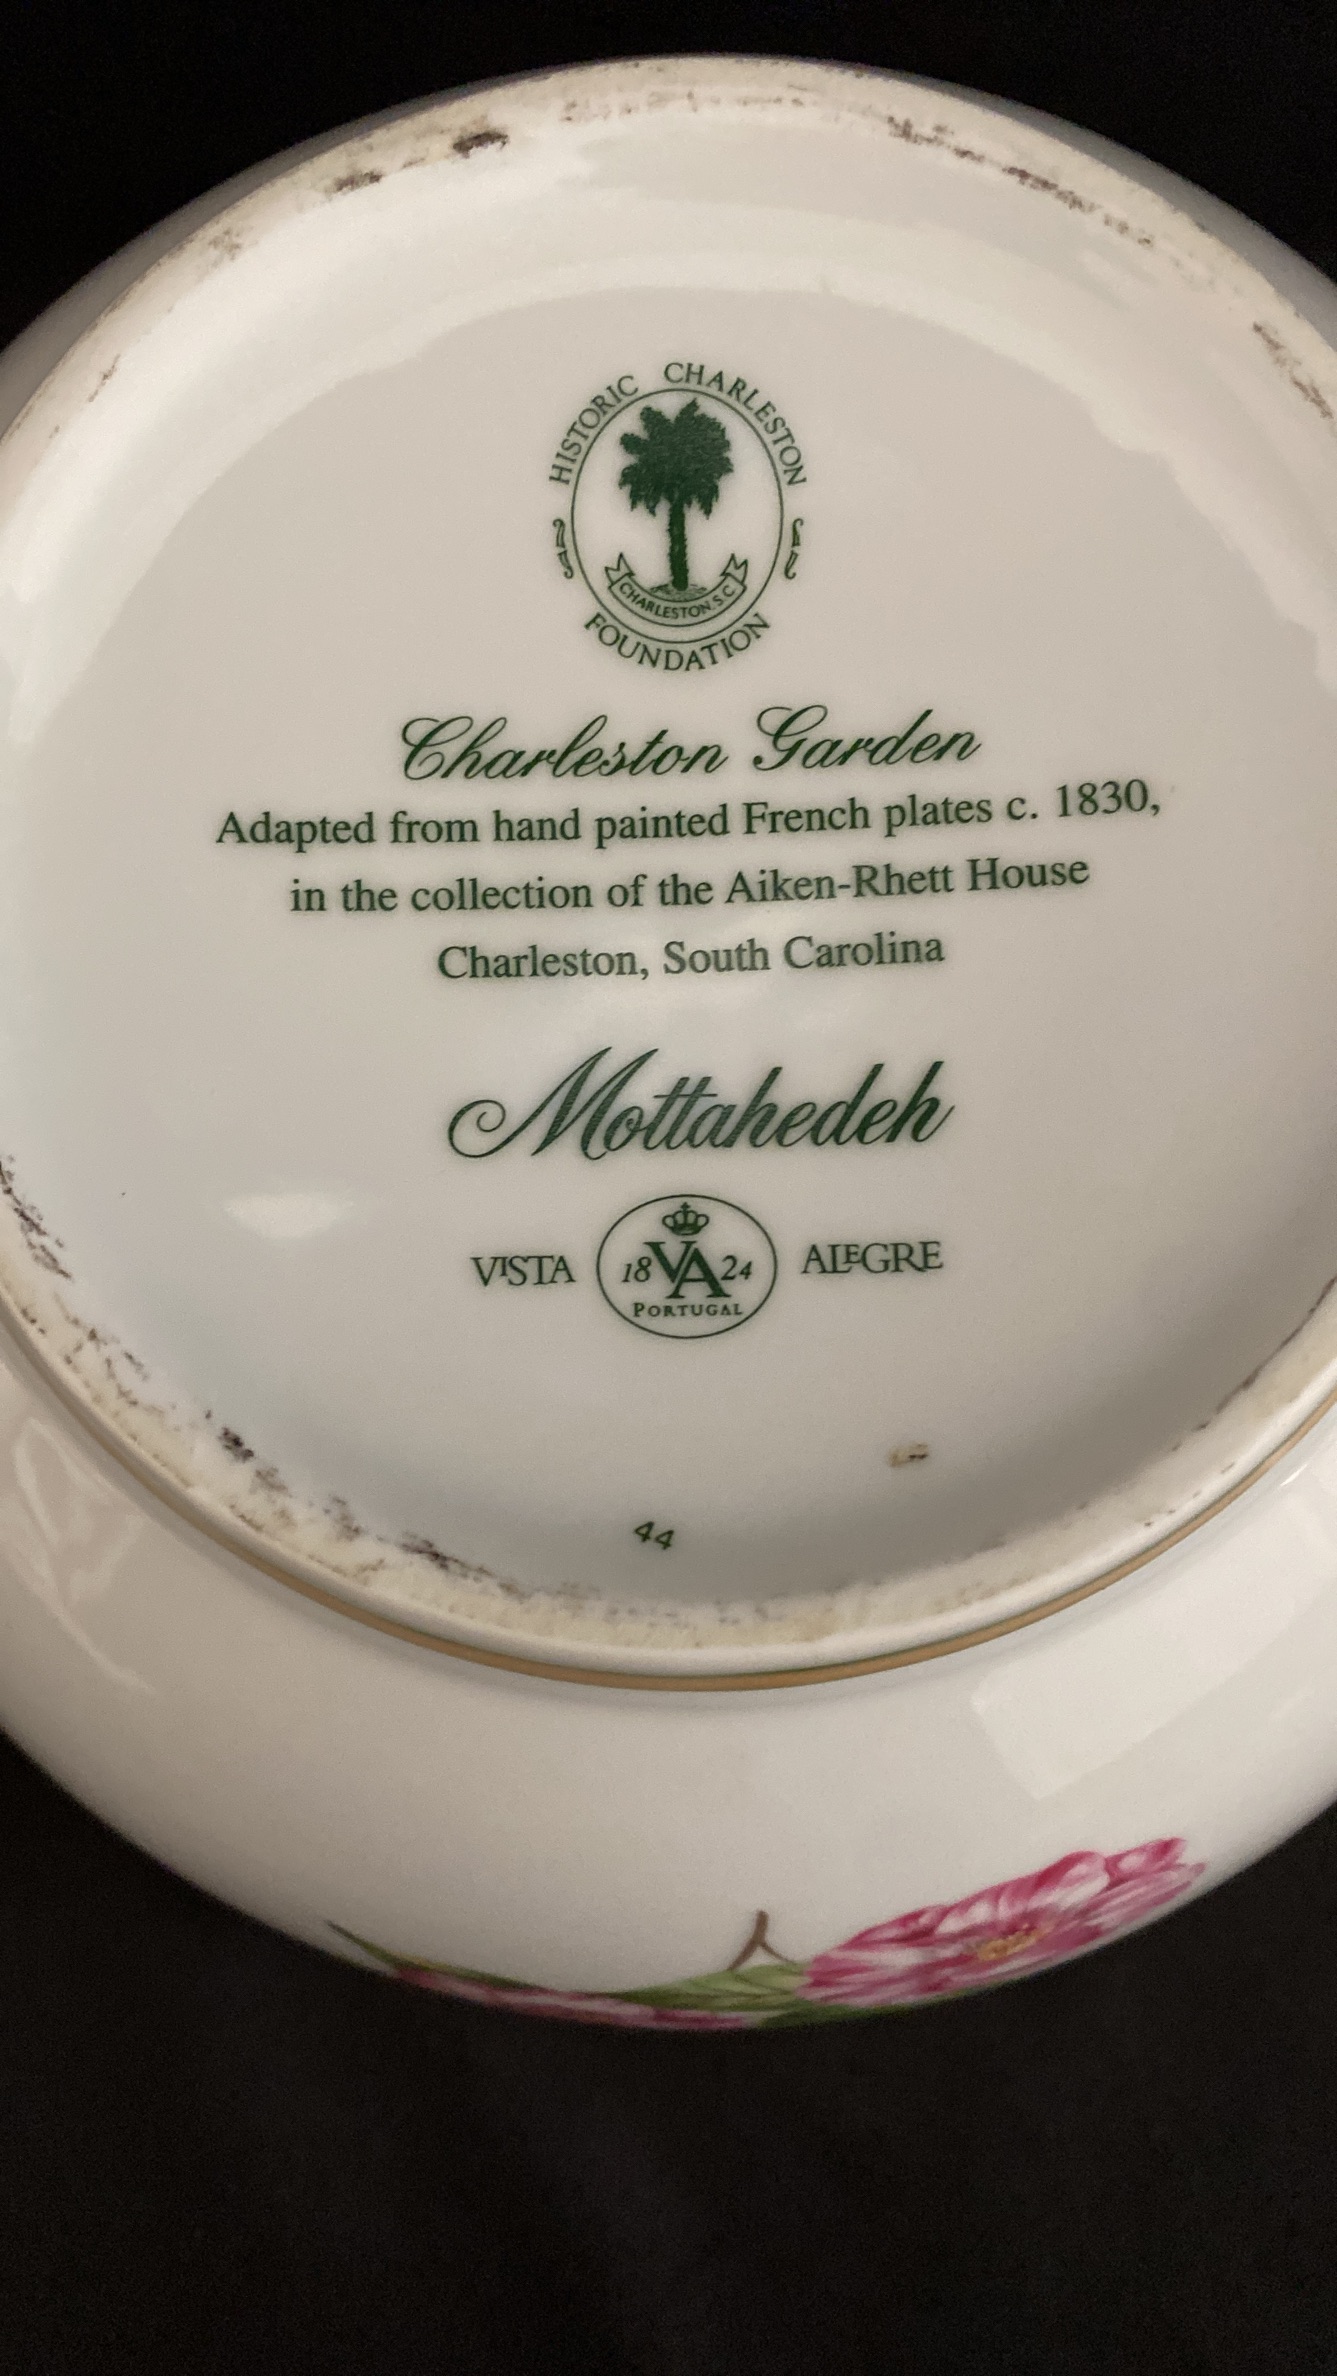 HISTORIC CHARLESTON
CHARLESTON, S.C.
FOUNDATION
Charleston Garden
Adapted from hand painted French plates c. 1830,
in the collection of the Aiken-Rhett House
Charleston, South Carolina
Mottahedeh
VISTA 18 VA 24 ALEGRE
PORTUGAL
44